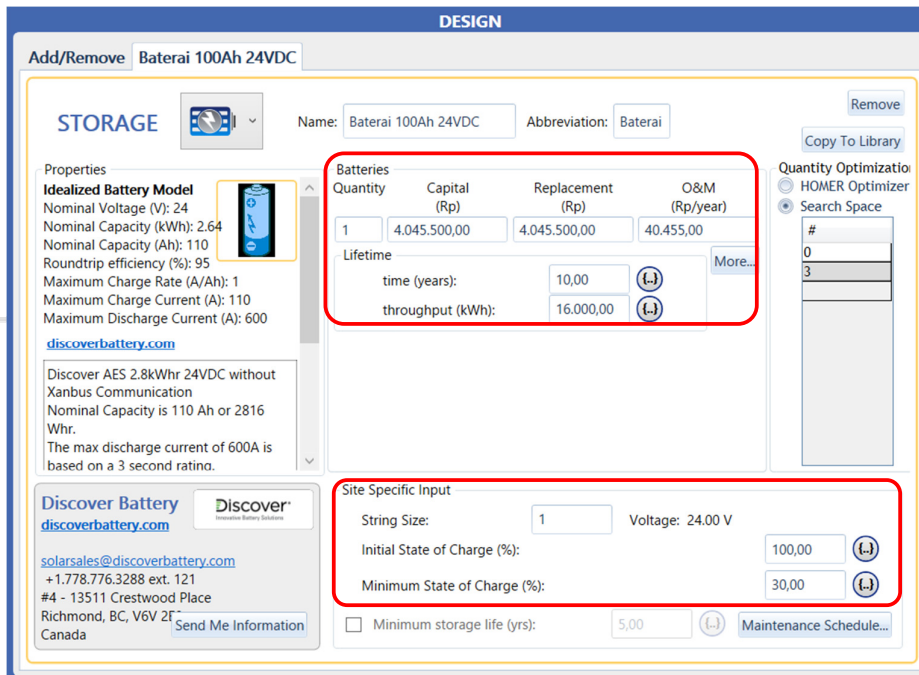 DESIGN
Add/Remove
Baterai 100Ah 24VDC
STORAGE
Name:
Baterai 100Ah 24VDC
Abbreviation:
Baterai
Remove
Copy To Library
Properties
Idealized Battery Model
Nominal Voltage (V): 24
Nominal Capacity (kWh): 2.64
Nominal Capacity (Ah): 110
Roundtrip efficiency (%): 95
Maximum Charge Rate (A/Ah): 1
Maximum Charge Current (A): 110
Maximum Discharge Current (A): 600
discoverbattery.com
Discover AES 2.8kWhr 24VDC without
Xanbus Communication
Nominal Capacity is 110 Ah or 2816
Whr.
The max discharge current of 600A is
based on a 3 second rating.
Batteries
Quantity Capital Replacement O&M
(Rp) (Rp) (Rp/year)
1 4.045.500,00 4.045.500,00 40.455,00
Lifetime
More...
time (years): 10,00 {..}
throughput (kWh): 16.000,00 {..}
Quantity Optimizatio
HOMER Optimizer
Search Space
#
0
3
Discover Battery
discoverbattery.com
Discover
Innovative Battery Solutions
solarsales@discoverbattery.com
+1.778.776.3288 ext. 121
#4 - 13511 Crestwood Place
Richmond, BC, V6V 2E
Canada
Send Me Information
Site Specific Input
String Size: 1 Voltage: 24.00 V
Initial State of Charge (%): 100,00 {..}
Minimum State of Charge (%): 30,00 {..}
Minimum storage life (yrs): 5,00 {..}
Maintenance Schedule...